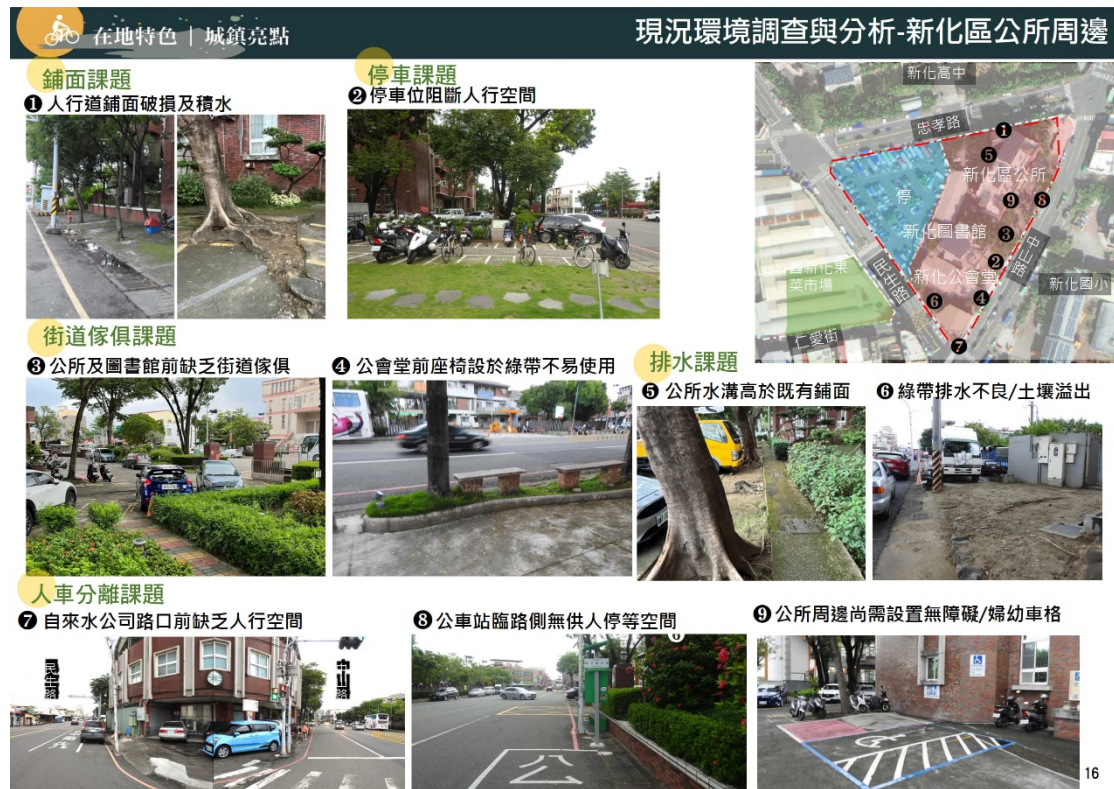 在地特色｜城鎮亮點
現況環境調查與分析-新化區公所周邊
鋪面課題
❶ 人行道鋪面破損及積水
停車課題
❷ 停車位阻斷人行空間
新化高中
忠孝路
❶
❺
新化區公所
停
❾
❽
新化圖書館
❸
❷
中山路
民生路
新化公會堂
新化國小
舊新化果
菜市場
❻
❹
仁愛街
❼
街道傢俱課題
❸ 公所及圖書館前缺乏街道傢俱
❹ 公會堂前座椅設於綠帶不易使用
排水課題
❺ 公所水溝高於既有鋪面
❻ 綠帶排水不良/土壤溢出
人車分離課題
❼ 自來水公司路口前缺乏人行空間
民生路
中山路
❽ 公車站臨路側無供人停等空間
公
❾ 公所周邊尚需設置無障礙/婦幼車格
16